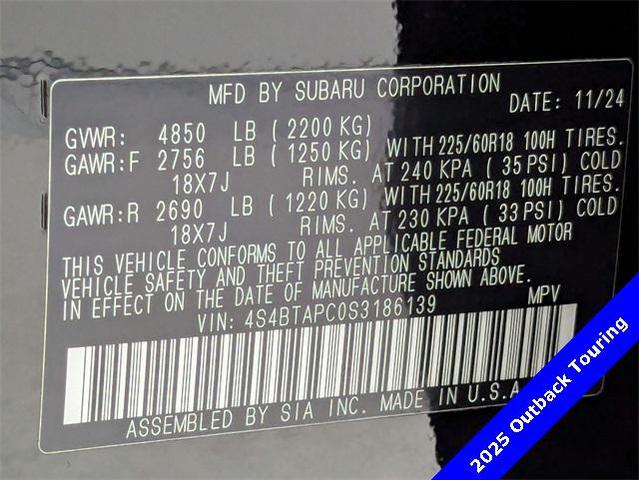 MFD BY SUBARU CORPORATION
DATE: 11/24
GVWR: 4850 LB ( 2200 KG)
GAWR:F 2756 LB ( 1250 KG) WITH 225/60R18 100H TIRES.
18X7J RIMS. AT 240 KPA ( 35 PSI) COLD
GAWR:R 2690 LB ( 1220 KG) WITH 225/60R18 100H TIRES.
18X7J RIMS. AT 230 KPA ( 33 PSI) COLD
THIS VEHICLE CONFORMS TO ALL APPLICABLE FEDERAL MOTOR
VEHICLE SAFETY AND THEFT PREVENTION STANDARDS
IN EFFECT ON THE DATE OF MANUFACTURE SHOWN ABOVE.
VIN: 4S4BTAPC0S3186139 MPV
ASSEMBLED BY SIA INC. MADE IN U.S.A
2025 Outback Touring